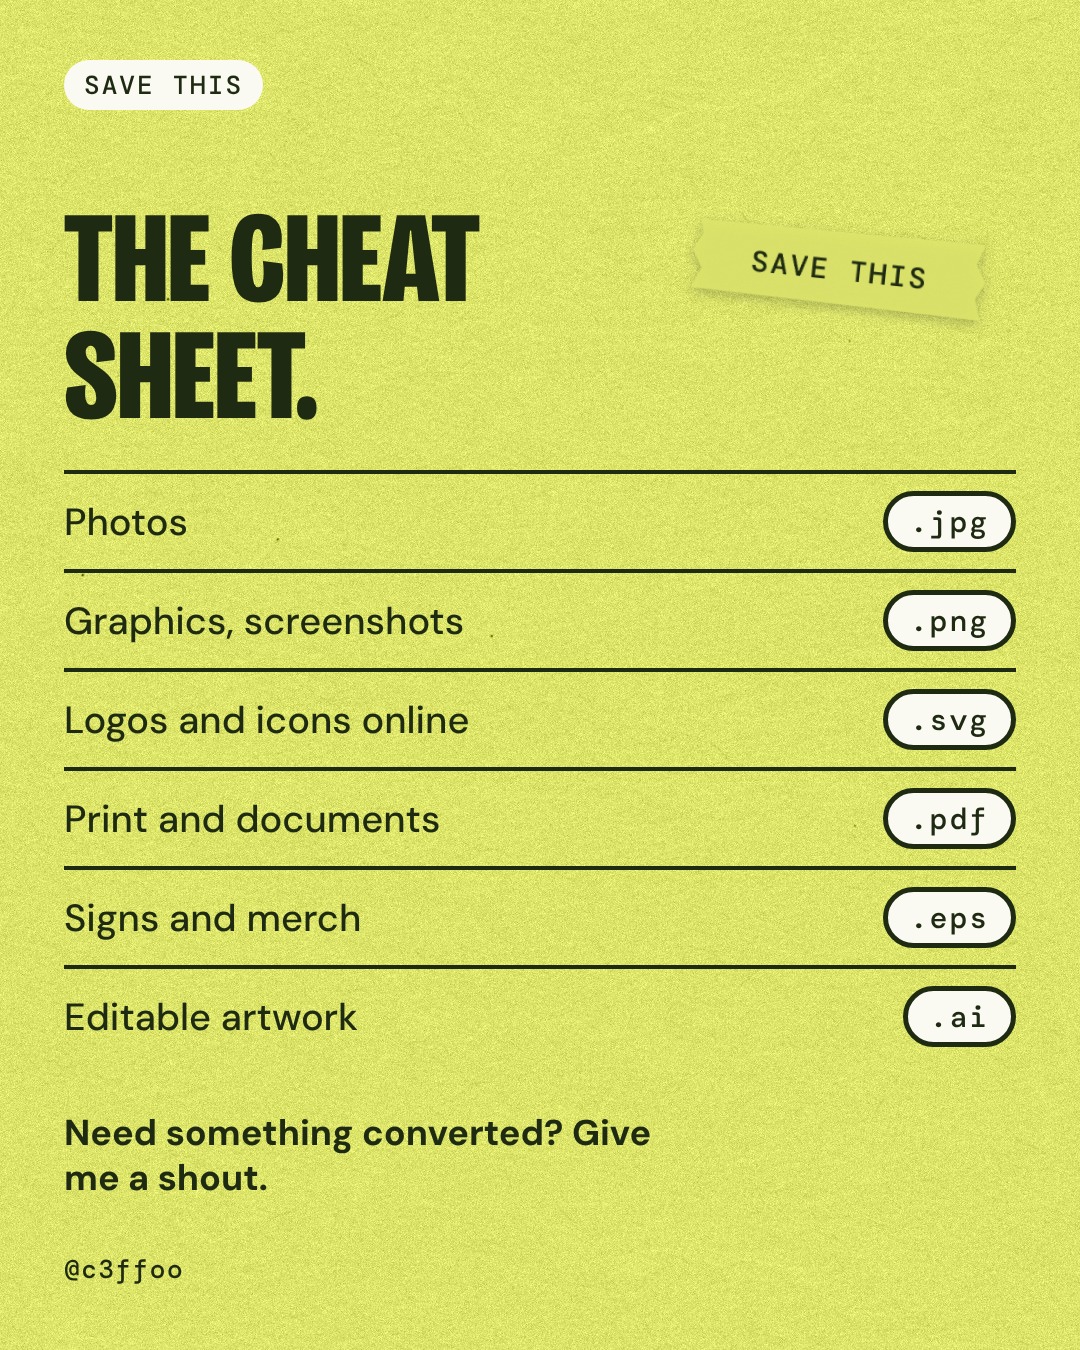 SAVE THIS
THE CHEAT
SHEET.
SAVE THIS
Photos .jpg
Graphics, screenshots .png
Logos and icons online .svg
Print and documents .pdf
Signs and merch .eps
Editable artwork .ai
Need something converted? Give
me a shout.
@c3ffoo